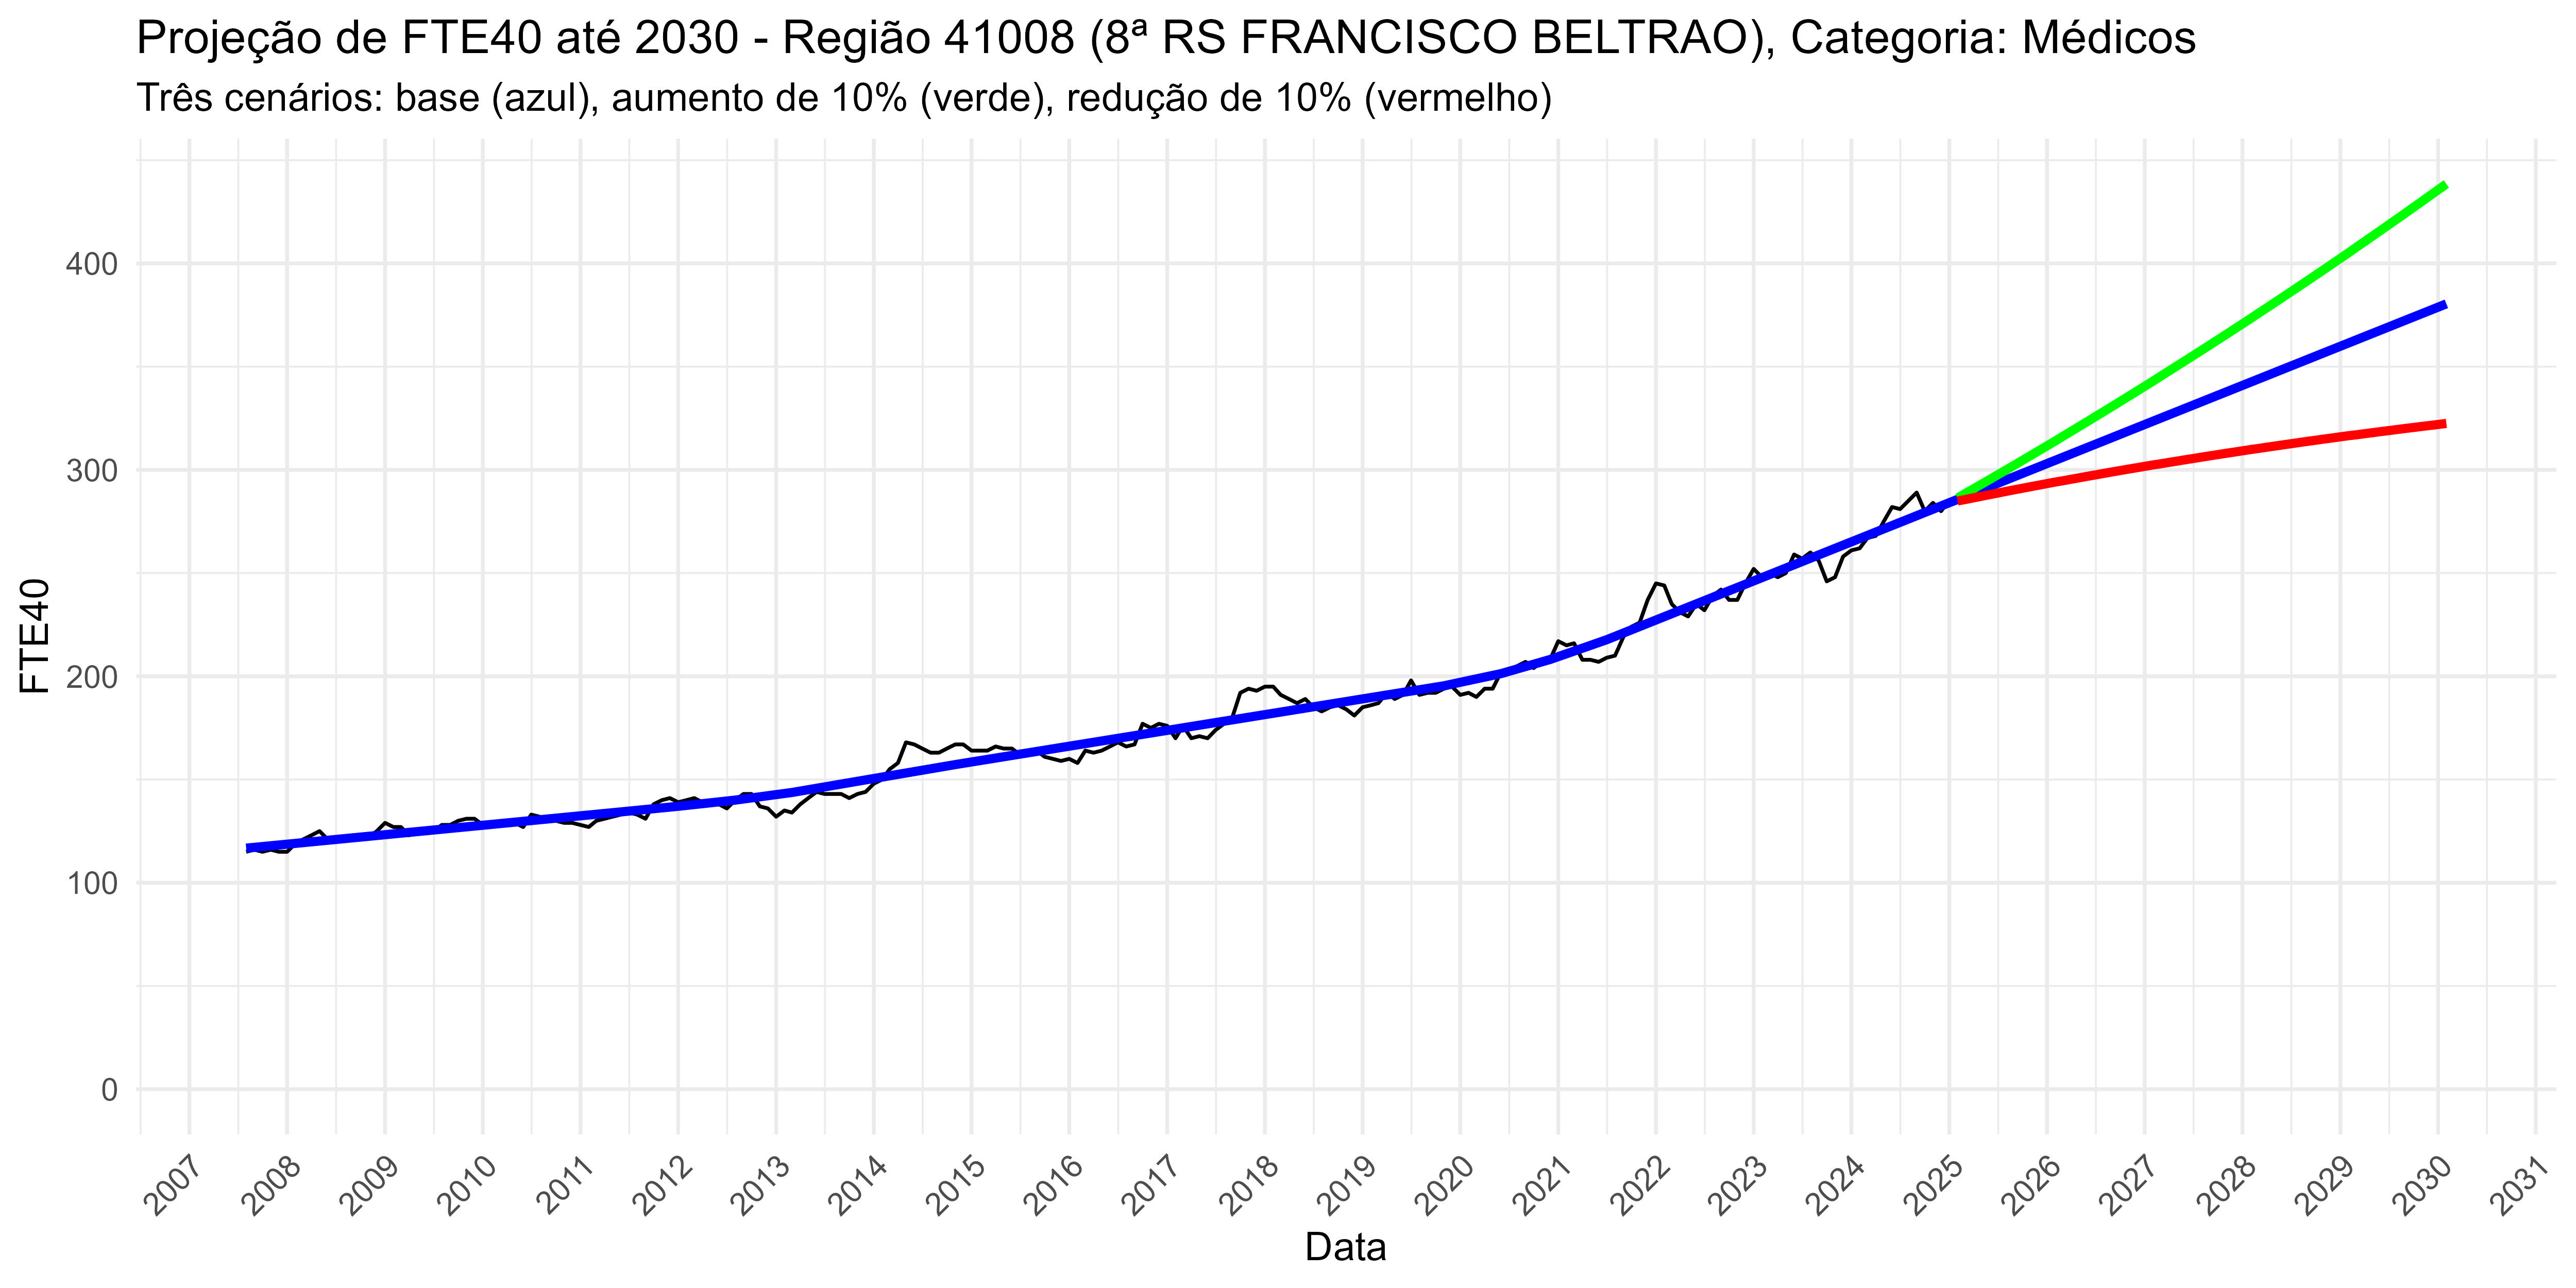 Projeção de FTE40 até 2030 - Região 41008 (8ª RS FRANCISCO BELTRAO), Categoria: Médicos
Três cenários: base (azul), aumento de 10% (verde), redução de 10% (vermelho)
FTE40
400
300
200
100
0
2007 2008 2009 2010 2011 2012 2013 2014 2015 2016 2017 2018 2019 2020 2021 2022 2023 2024 2025 2026 2027 2028 2029 2030 2031
Data